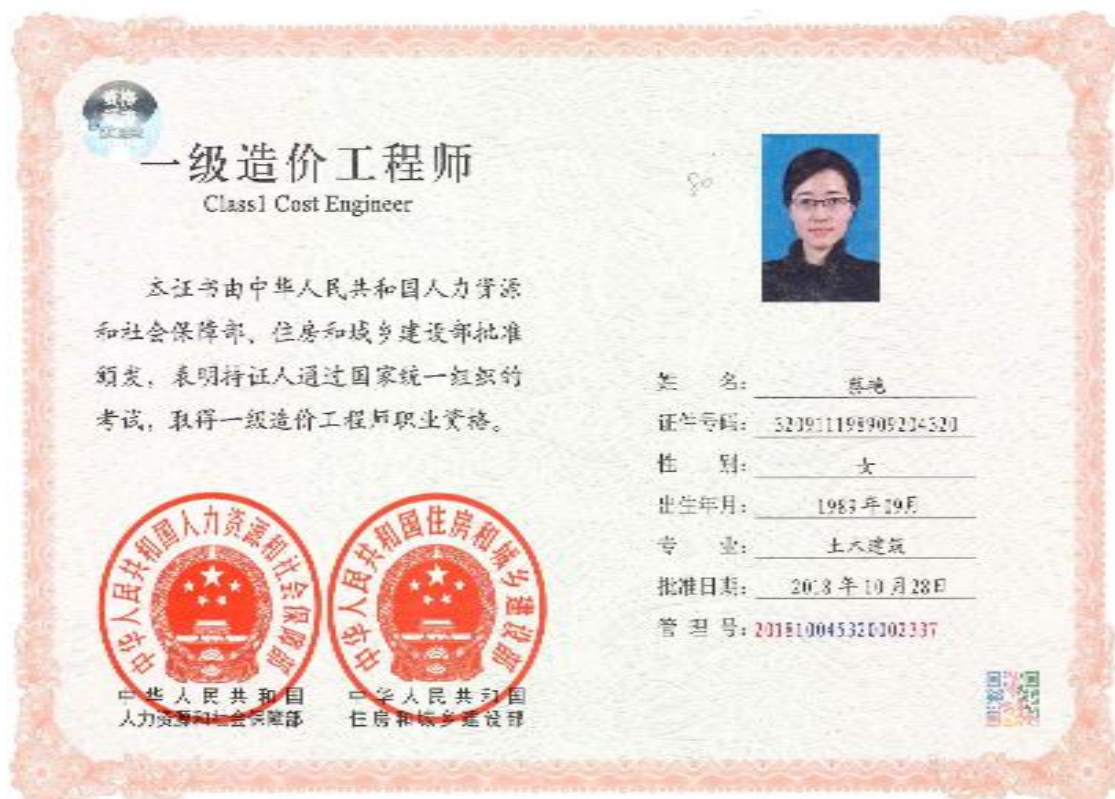 一级造价工程师
Class1 Cost Engineer
本证书由中华人民共和国人力资源
和社会保障部、住房和城乡建设部批准
颁发,表明持证人通过国家统一组织的
考试,取得一级造价工程师职业资格。
中华人民共和国人力资源和社会保障部
中华人民共和国住房和城乡建设部
中华人民共和国
人力资源和社会保障部
中华人民共和国
住房和城乡建设部
姓 名:
证件号码:
性 别: 女
出生年月: 1989年09月
专 业: 土木建筑
批准日期: 2018年10月28日
管理号: 201810045320002337